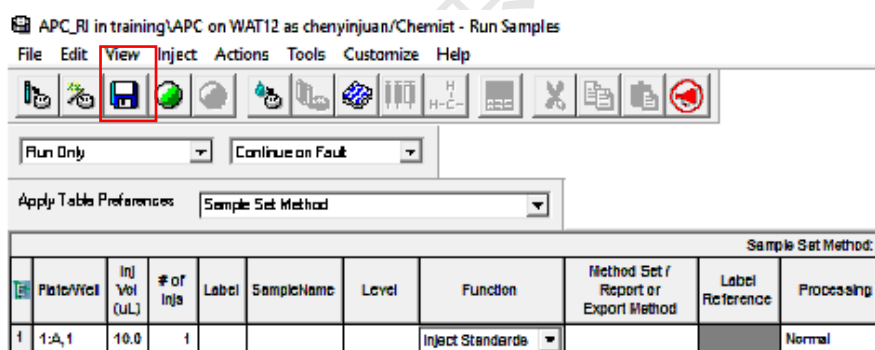 APC_RI in training\APC on WAT12 as chenyinjuan/Chemist - Run Samples
File Edit View Inject Actions Tools Customize Help
Run Only Continue on Fault
Apply Table Preferences Sample Set Method
Sample Set Method:
Plate/Well Inj Vol (uL) # of Injs Label SampleName Level Function Method Set / Report or Export Method Label Reference Processing
1 1:A,1 10.0 1 Inject Standards Normal